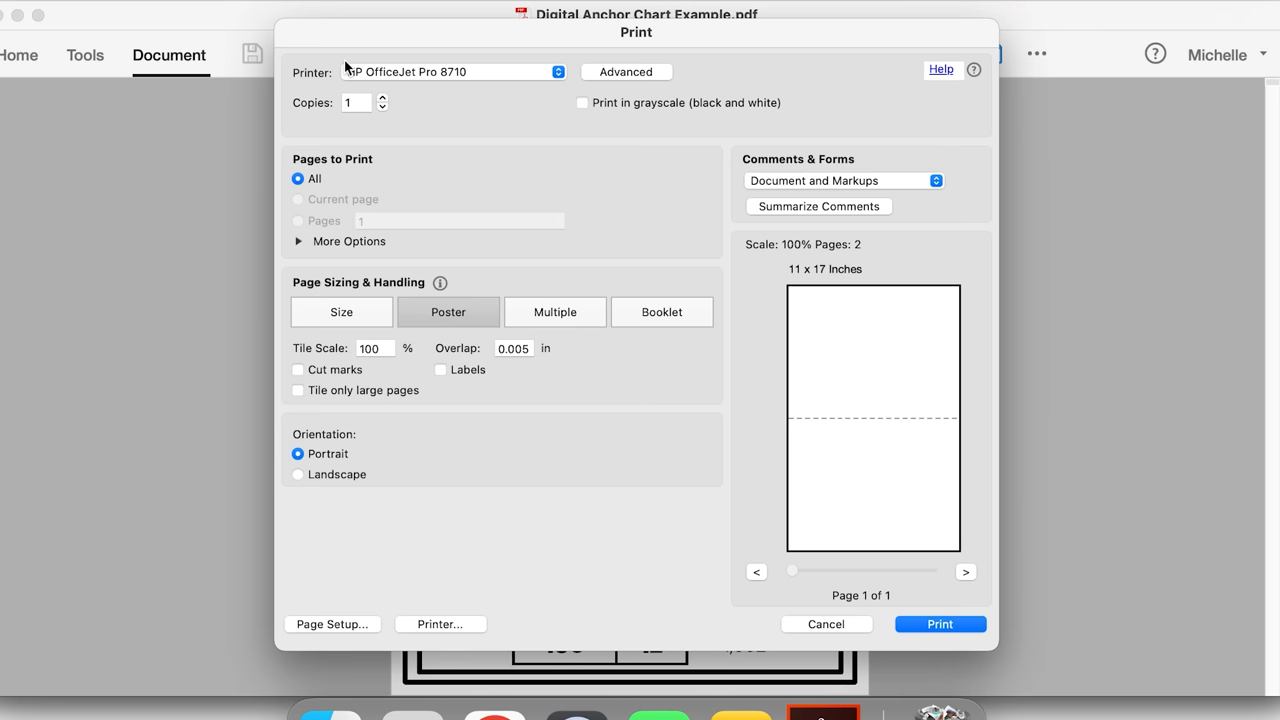 Digital Anchor Chart Example.pdf
Print
Home Tools Document Michelle
Printer: HP OfficeJet Pro 8710 Advanced Help
Copies: 1 Print in grayscale (black and white)
Pages to Print
All
Current page
Pages 1
More Options
Comments & Forms
Document and Markups
Summarize Comments
Page Sizing & Handling
Size Poster Multiple Booklet
Tile Scale: 100 % Overlap: 0.005 in
Cut marks Labels
Tile only large pages
Orientation:
Portrait
Landscape
Scale: 100% Pages: 2
11 x 17 Inches
< >
Page 1 of 1
Page Setup... Printer... Cancel Print